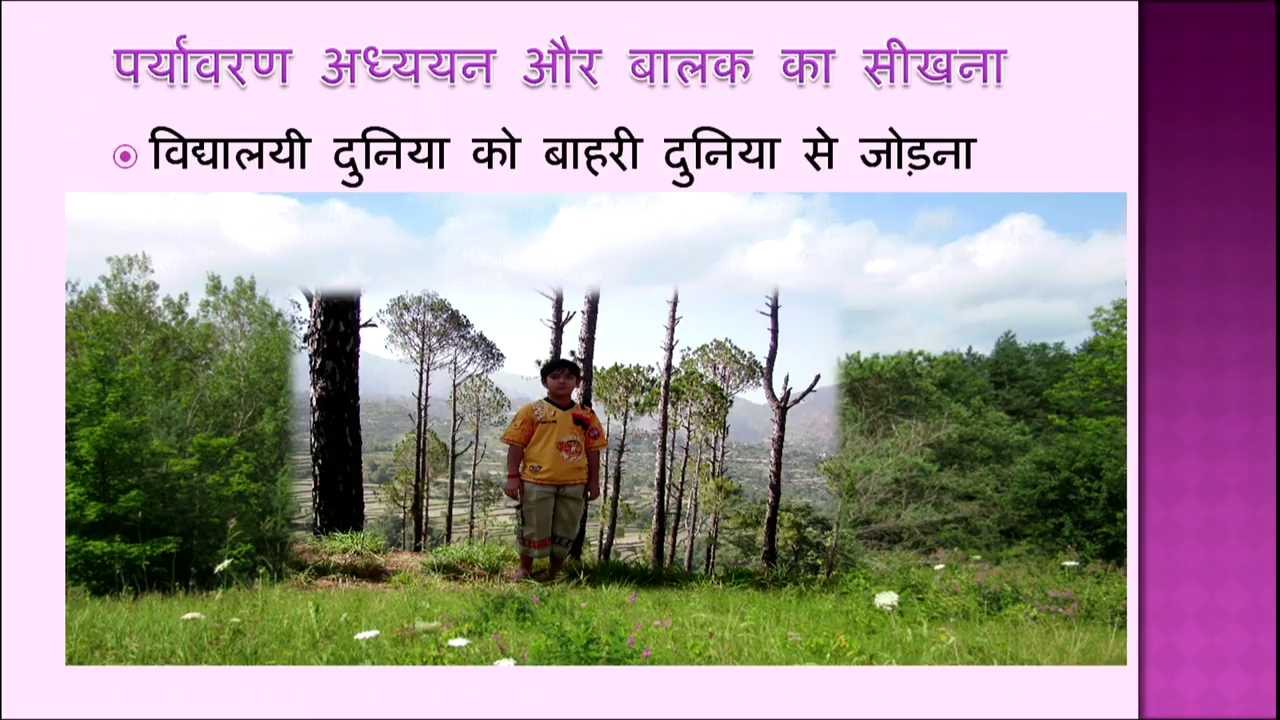 पर्यावरण अध्ययन और बालक का सीखना
विद्यालयी दुनिया को बाहरी दुनिया से जोड़ना